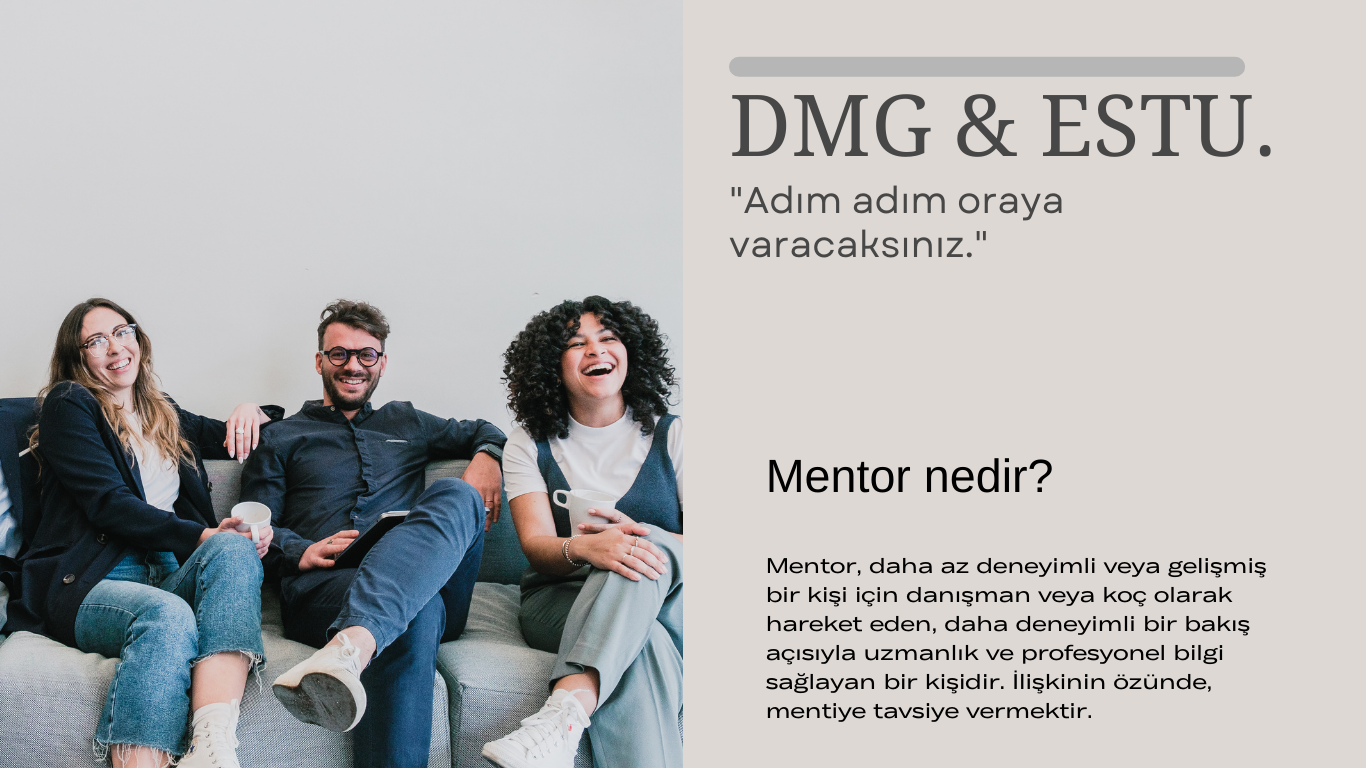 DMG & ESTU.
"Adım adım oraya
varacaksınız."
Mentor nedir?
Mentor, daha az deneyimli veya gelişmiş
bir kişi için danışman veya koç olarak
hareket eden, daha deneyimli bir bakış
açısıyla uzmanlık ve profesyonel bilgi
sağlayan bir kişidir. İlişkinin özünde,
mentiye tavsiye vermektir.